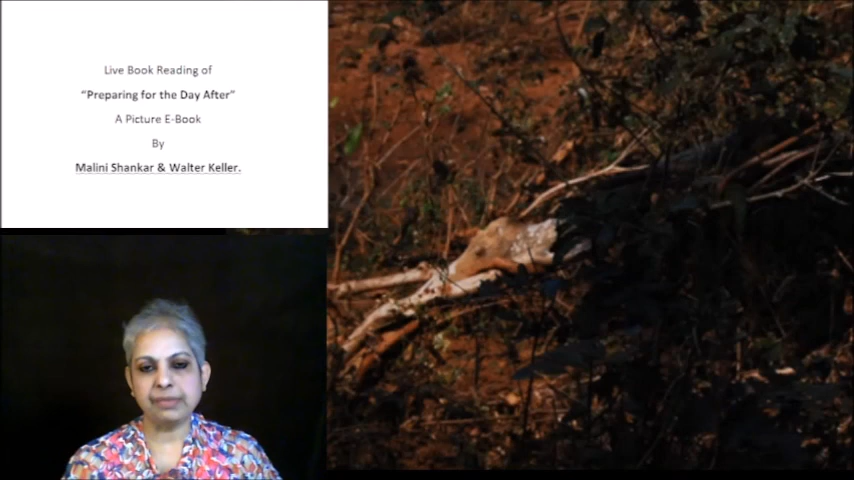 Live Book Reading of
“Preparing for the Day After”
A Picture E-Book
By
Malini Shankar & Walter Keller.